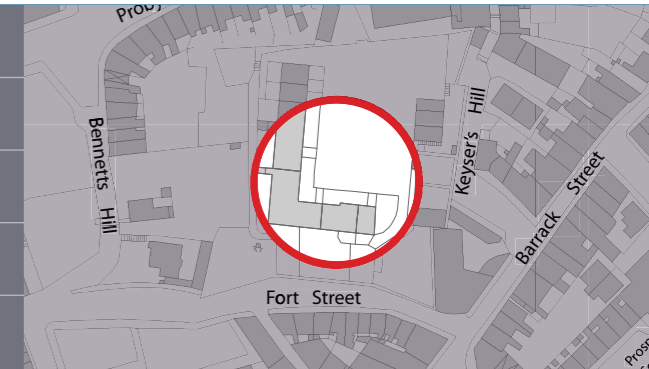 Bennetts Hill
Keyser's Hill
Barrack Street
Fort Street